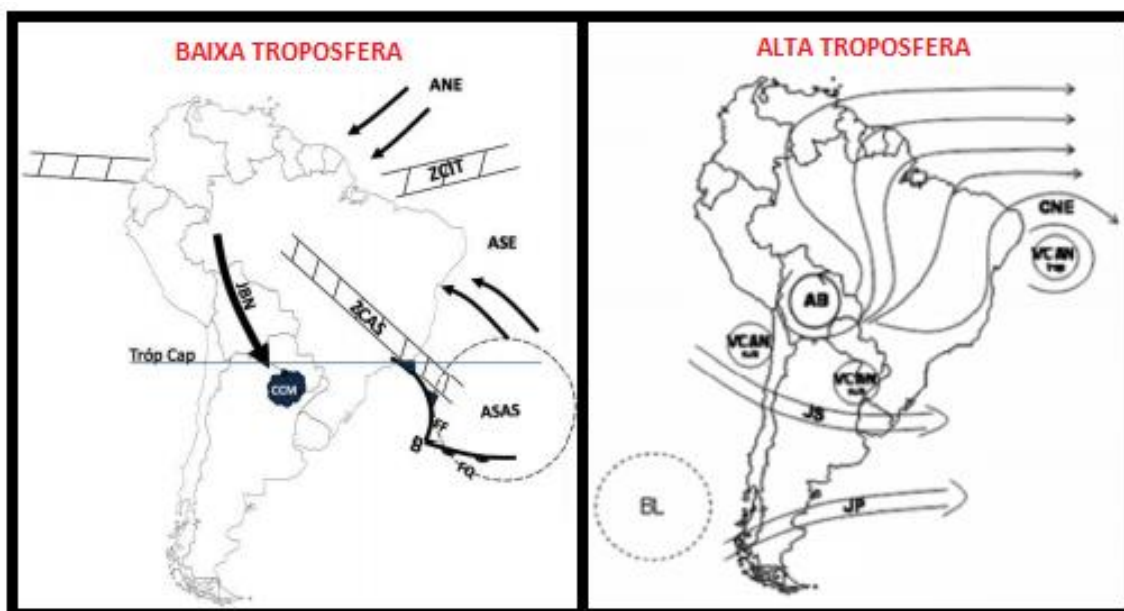 BAIXA TROPOSFERA
ANE
ZCIT
ASE
JBN
ZCAS
Tróp Cap
CCM
ASAS
FF
B
FQ
ALTA TROPOSFERA
CNE
VCAN
AB
VCAN
VCAN
JS
BL
JP